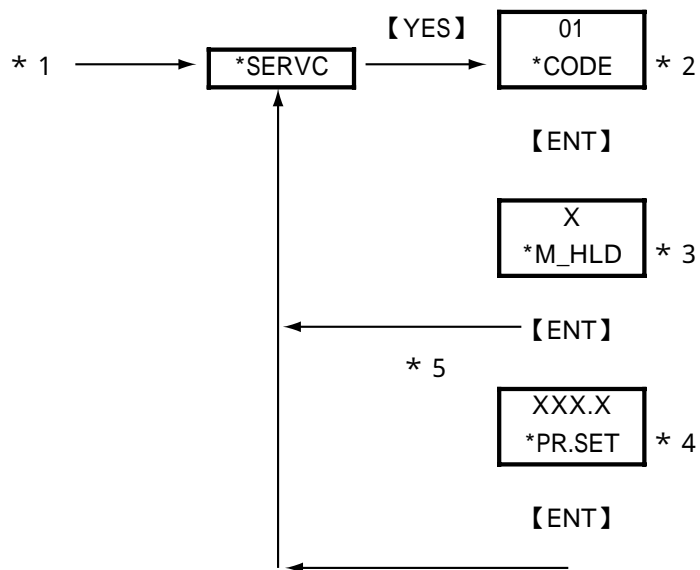 【YES】
01
* 1
*SERVC
*CODE
* 2
【ENT】
X
*M_HLD
* 3
【ENT】
* 5
XXX.X
*PR.SET
* 4
【ENT】